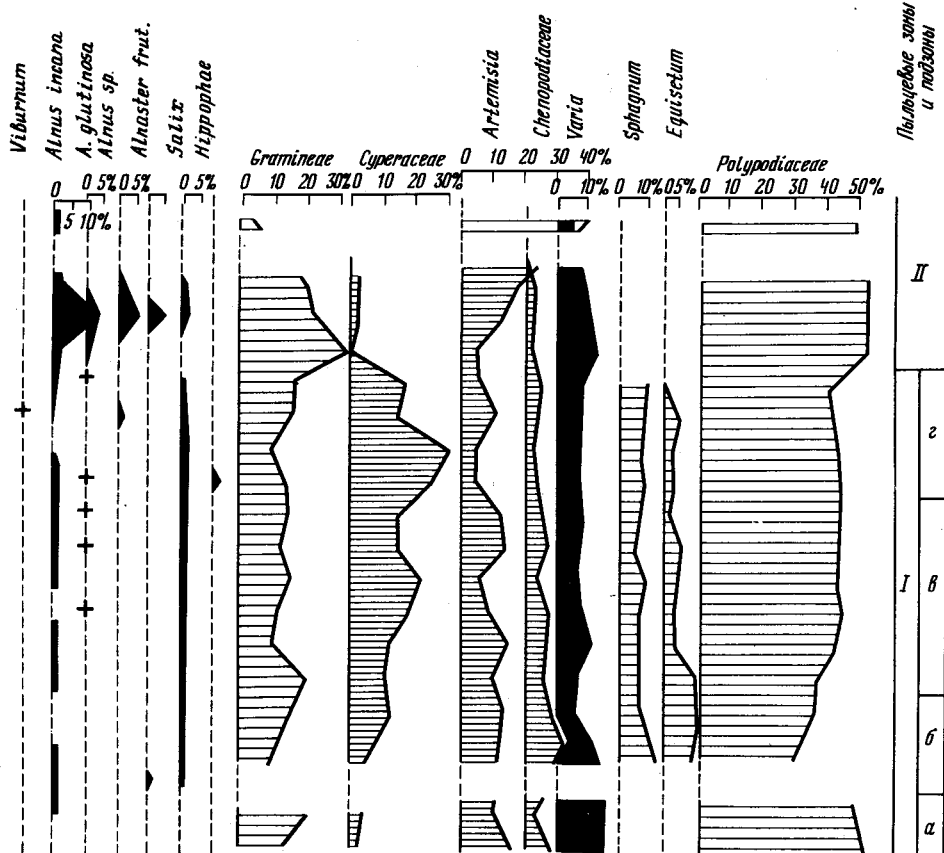 Viburnum
Alnus incana
A. glutinosa
Alnus sp.
Alnaster frut.
Salix
Hippophae
Gramineae
Cyperaceae
Artemisia
Chenopodiaceae
Varia
Sphagnum
Equisetum
Polypodiaceae
Пыльцевые зоны
и подзоны
0 10 20 30 40%
0 0 5% 0 5% 0 5% 0 10 20 30% 0 10 20 30% 0 10% 0 10% 0 5% 0 10 20 30 40 50%
5 10%
II
г
I
в
б
а